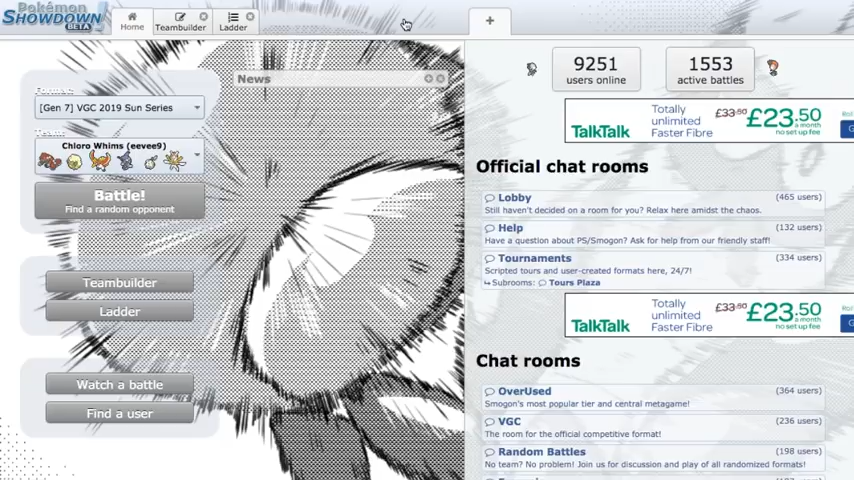 Pokémon
SHOWDOWN
BETA
Home
Teambuilder
Ladder
+
Format:
[Gen 7] VGC 2019 Sun Series
Team:
Chloro Whims (eevee9)
Battle!
Find a random opponent
Teambuilder
Ladder
Watch a battle
Find a user
News
9251
users online
1553
active battles
TalkTalk
Totally
unlimited
Faster Fibre
£33.50
£23.50
a month
no set up fee
Official chat rooms
Lobby
(465 users)
Still haven't decided on a room for you? Relax here amidst the chaos.
Help
(132 users)
Have a question about PS/Smogon? Ask for help from our friendly staff!
Tournaments
(334 users)
Scripted tours and user-created formats here, 24/7!
Subrooms: Tours Plaza
TalkTalk
Totally
unlimited
Faster Fibre
£33.50
£23.50
a month
no set up fee
Chat rooms
OverUsed
(364 users)
Smogon's most popular tier and central metagame!
VGC
(236 users)
The room for the official competitive format!
Random Battles
(198 users)
No team? No problem! Join us for discussion and play of all randomized formats!